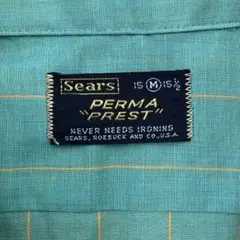 Sears 15 M 15½
PERMA
"PREST"
NEVER NEEDS IRONING
SEARS, ROEBUCK AND CO., U.S.A.